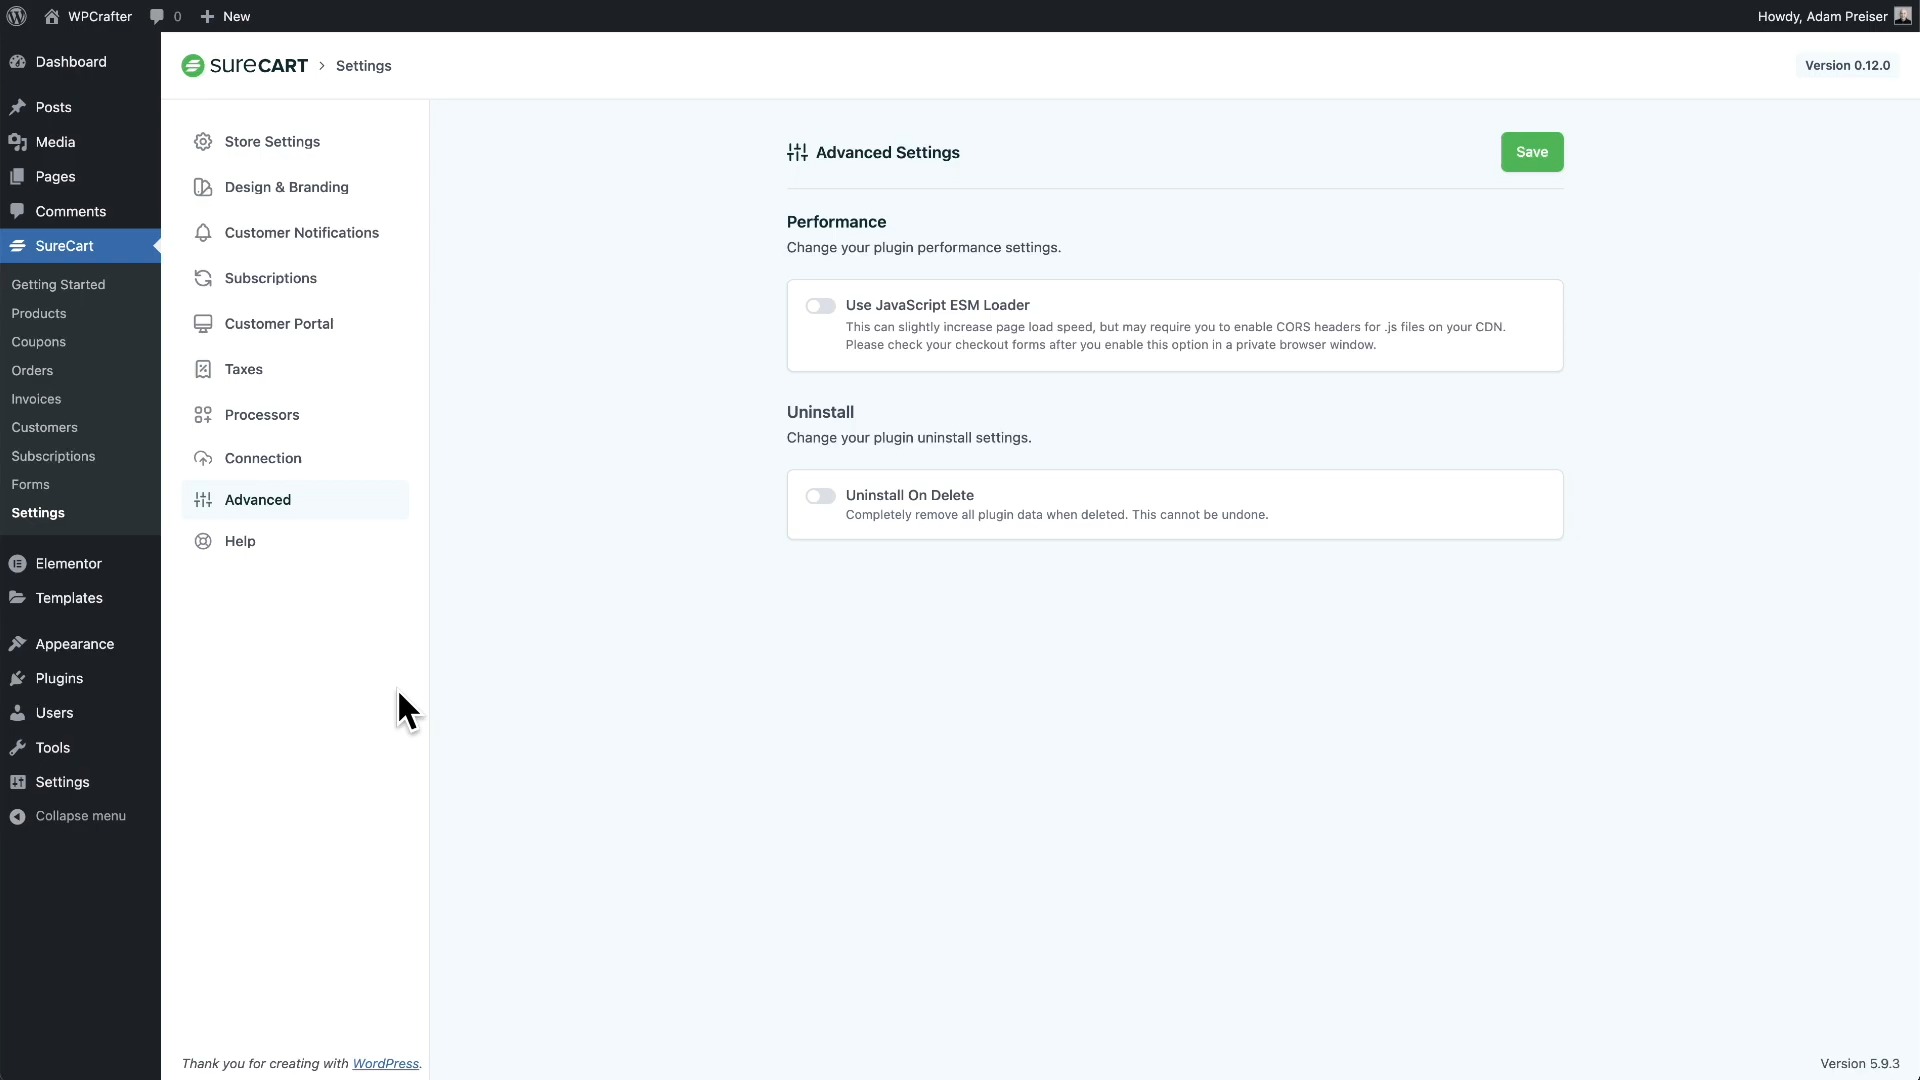 WPCrafter
0
New
Howdy, Adam Preiser
Dashboard
Posts
Media
Pages
Comments
SureCart
Getting Started
Products
Coupons
Orders
Invoices
Customers
Subscriptions
Forms
Settings
Elementor
Templates
Appearance
Plugins
Users
Tools
Settings
Collapse menu
SURECART > Settings
Version 0.12.0
Store Settings
Design & Branding
Customer Notifications
Subscriptions
Customer Portal
Taxes
Processors
Connection
Advanced
Help
Advanced Settings
Save
Performance
Change your plugin performance settings.
Use JavaScript ESM Loader
This can slightly increase page load speed, but may require you to enable CORS headers for .js files on your CDN.
Please check your checkout forms after you enable this option in a private browser window.
Uninstall
Change your plugin uninstall settings.
Uninstall On Delete
Completely remove all plugin data when deleted. This cannot be undone.
Thank you for creating with WordPress.
Version 5.9.3